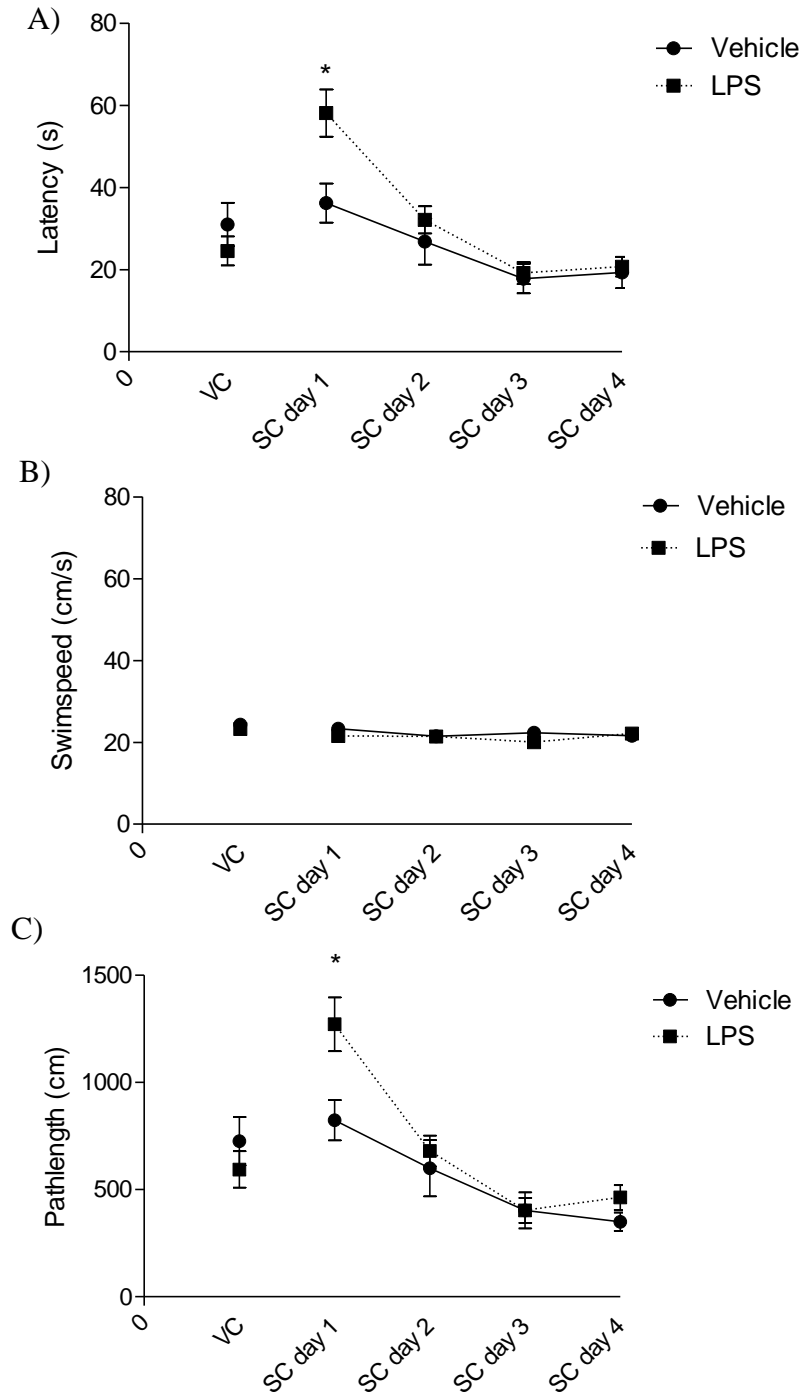 A)
80
60
40
20
0
Latency (s)
*
Vehicle
LPS
0
VC
SC day 1
SC day 2
SC day 3
SC day 4
B)
80
60
40
20
0
Swimspeed (cm/s)
Vehicle
LPS
0
VC
SC day 1
SC day 2
SC day 3
SC day 4
C)
1500
1000
500
0
Pathlength (cm)
*
Vehicle
LPS
0
VC
SC day 1
SC day 2
SC day 3
SC day 4